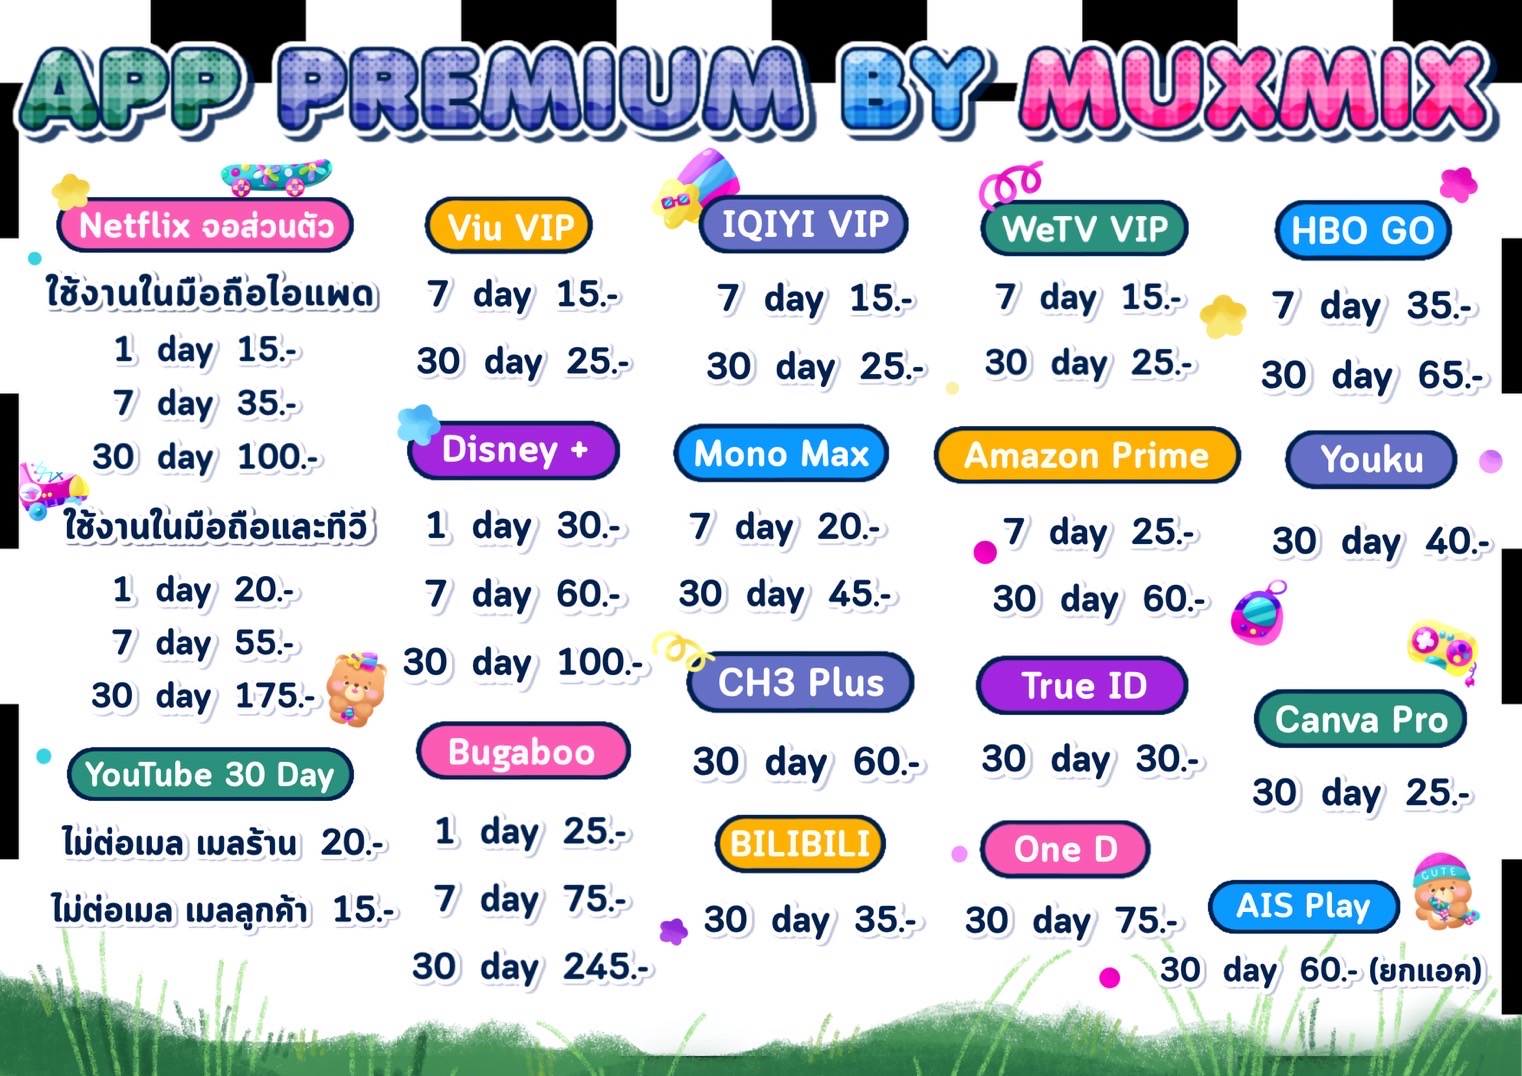 APP PREMIUM BY MUXMIX
Netflix จอส่วนตัว
ใช้งานในมือถือไอแพด
1 day 15.-
7 day 35.-
30 day 100.-
ใช้งานในมือถือและทีวี
1 day 20.-
7 day 55.-
30 day 175.-
YouTube 30 Day
ไม่ต่อเมล เมลร้าน 20.-
ไม่ต่อเมล เมลลูกค้า 15.-
Viu VIP
7 day 15.-
30 day 25.-
Disney +
1 day 30.-
7 day 60.-
30 day 100.-
Bugaboo
1 day 25.-
7 day 75.-
30 day 245.-
IQIYI VIP
7 day 15.-
30 day 25.-
Mono Max
7 day 20.-
30 day 45.-
CH3 Plus
30 day 60.-
BILIBILI
30 day 35.-
WeTV VIP
7 day 15.-
30 day 25.-
Amazon Prime
7 day 25.-
30 day 60.-
True ID
30 day 30.-
One D
30 day 75.-
HBO GO
7 day 35.-
30 day 65.-
Youku
30 day 40.-
Canva Pro
30 day 25.-
AIS Play
CUTE
30 day 60.- (ยกแอค)